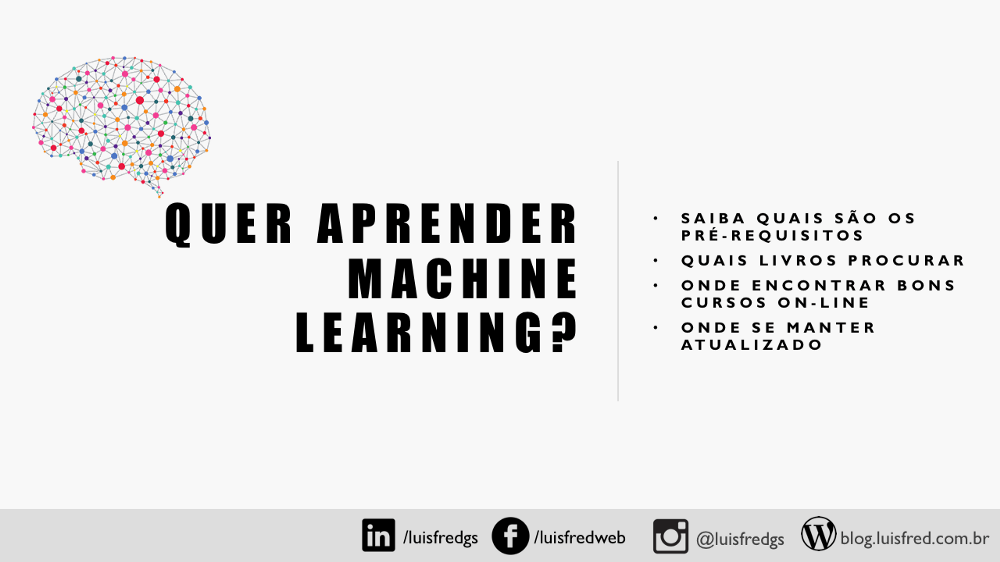 QUER APRENDER
MACHINE
LEARNING?
• SAIBA QUAIS SÃO OS
PRÉ-REQUISITOS
• QUAIS LIVROS PROCURAR
• ONDE ENCONTRAR BONS
CURSOS ON-LINE
• ONDE SE MANTER
ATUALIZADO
/luisfredgs /luisfredweb @luisfredgs blog.luisfred.com.br